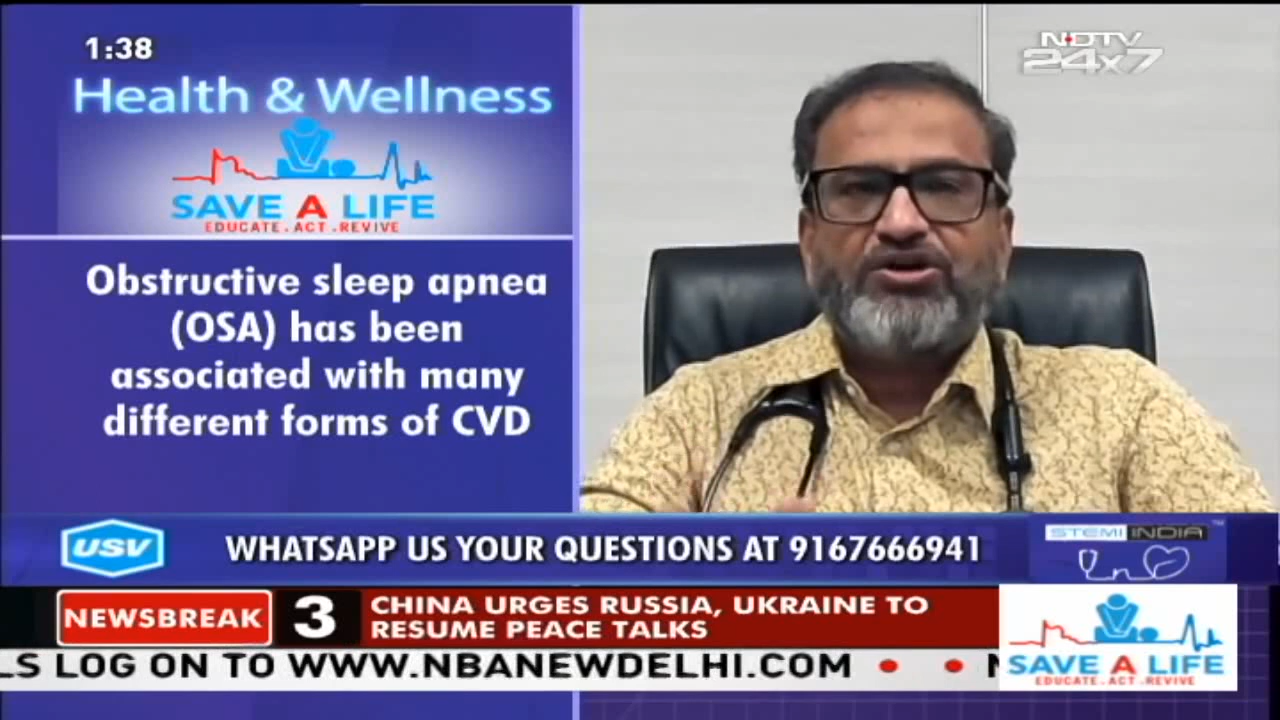 1:38
Health & Wellness
SAVE A LIFE
EDUCATE . ACT . REVIVE
Obstructive sleep apnea
(OSA) has been
associated with many
different forms of CVD
NDTV
24x7
USV
WHATSAPP US YOUR QUESTIONS AT 9167666941
STEMI INDIA™
NEWSBREAK
3
CHINA URGES RUSSIA, UKRAINE TO
RESUME PEACE TALKS
LS LOG ON TO WWW.NBANEWDELHI.COM • • N
SAVE A LIFE
EDUCATE . ACT . REVIVE